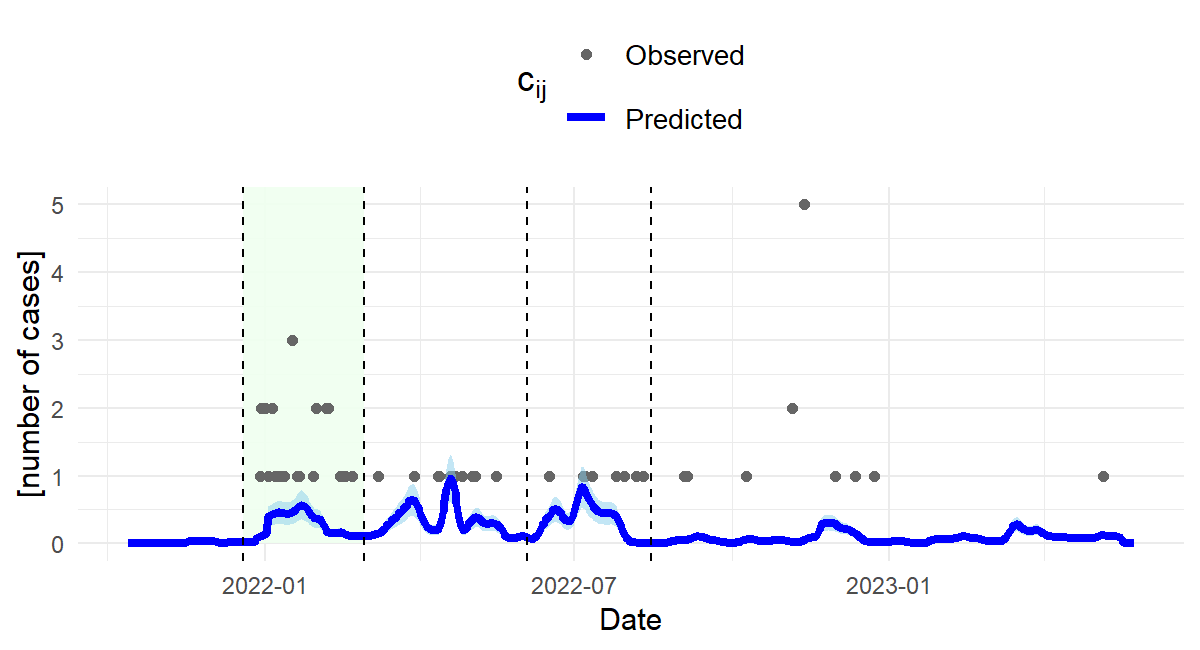 c_ij
Observed
Predicted
[number of cases]
5
4
3
2
1
0
2022-01
2022-07
2023-01
Date